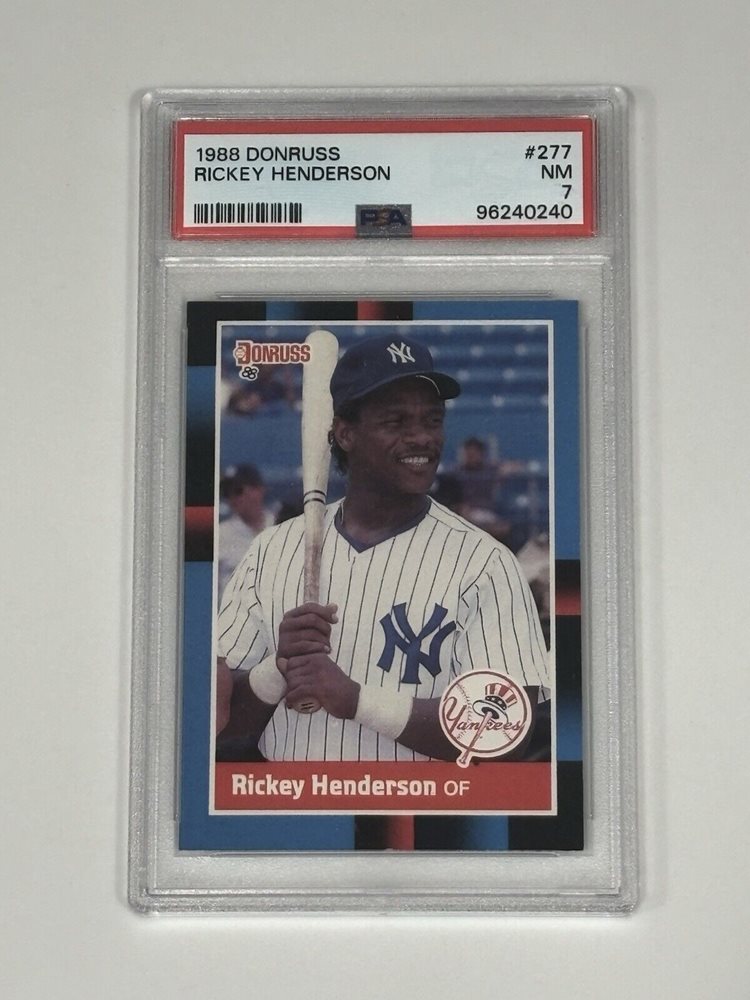 1988 DONRUSS #277
RICKEY HENDERSON NM
7
96240240
PSA
DONRUSS
88
NY
NY
Yankees
Rickey Henderson OF